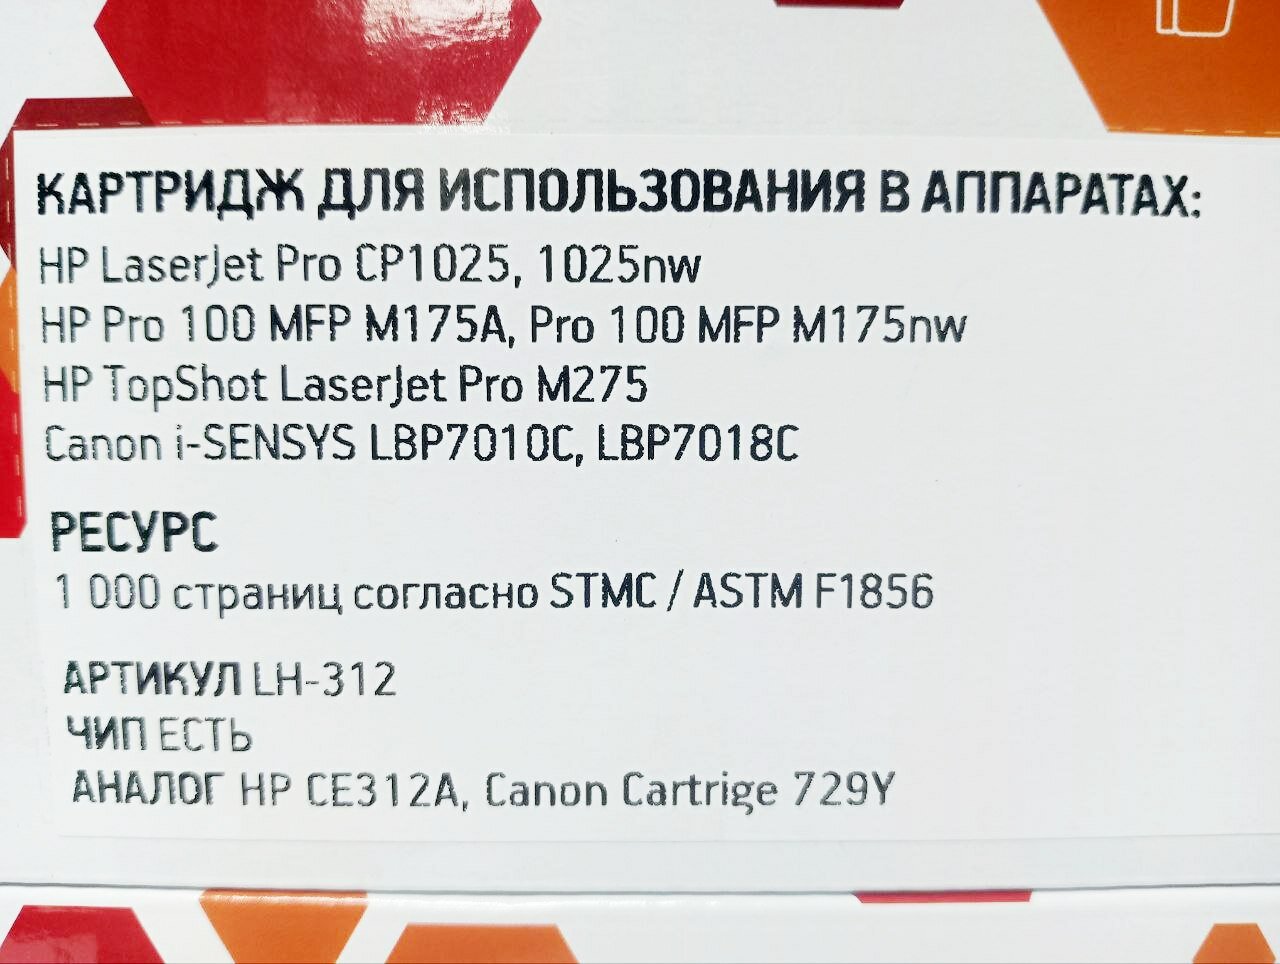 КАРТРИДЖ ДЛЯ ИСПОЛЬЗОВАНИЯ В АППАРАТАХ:
HP LaserJet Pro CP1025, 1025nw
HP Pro 100 MFP M175A, Pro 100 MFP M175nw
HP TopShot LaserJet Pro M275
Canon i-SENSYS LBP7010C, LBP7018C
РЕСУРС
1 000 страниц согласно STMC / ASTM F1856
АРТИКУЛ LH-312
ЧИП ЕСТЬ
АНАЛОГ HP CE312A, Canon Cartrige 729Y